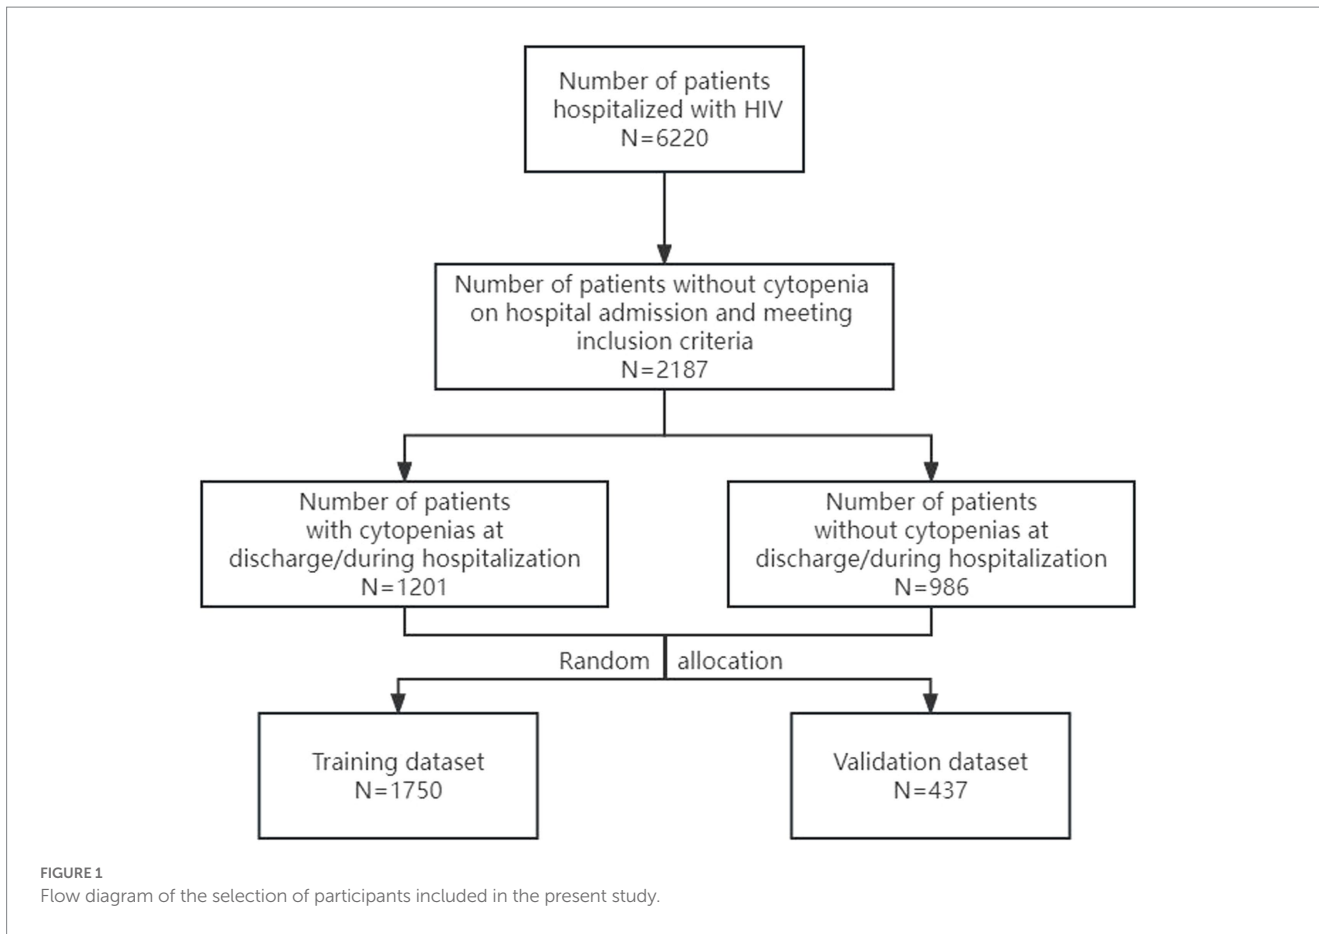 Number of patients
hospitalized with HIV
N=6220
Number of patients without cytopenia
on hospital admission and meeting
inclusion criteria
N=2187
Number of patients
with cytopenias at
discharge/during hospitalization
N=1201
Number of patients
without cytopenias at
discharge/during hospitalization
N=986
Random allocation
Training dataset
N=1750
Validation dataset
N=437
FIGURE 1
Flow diagram of the selection of participants included in the present study.